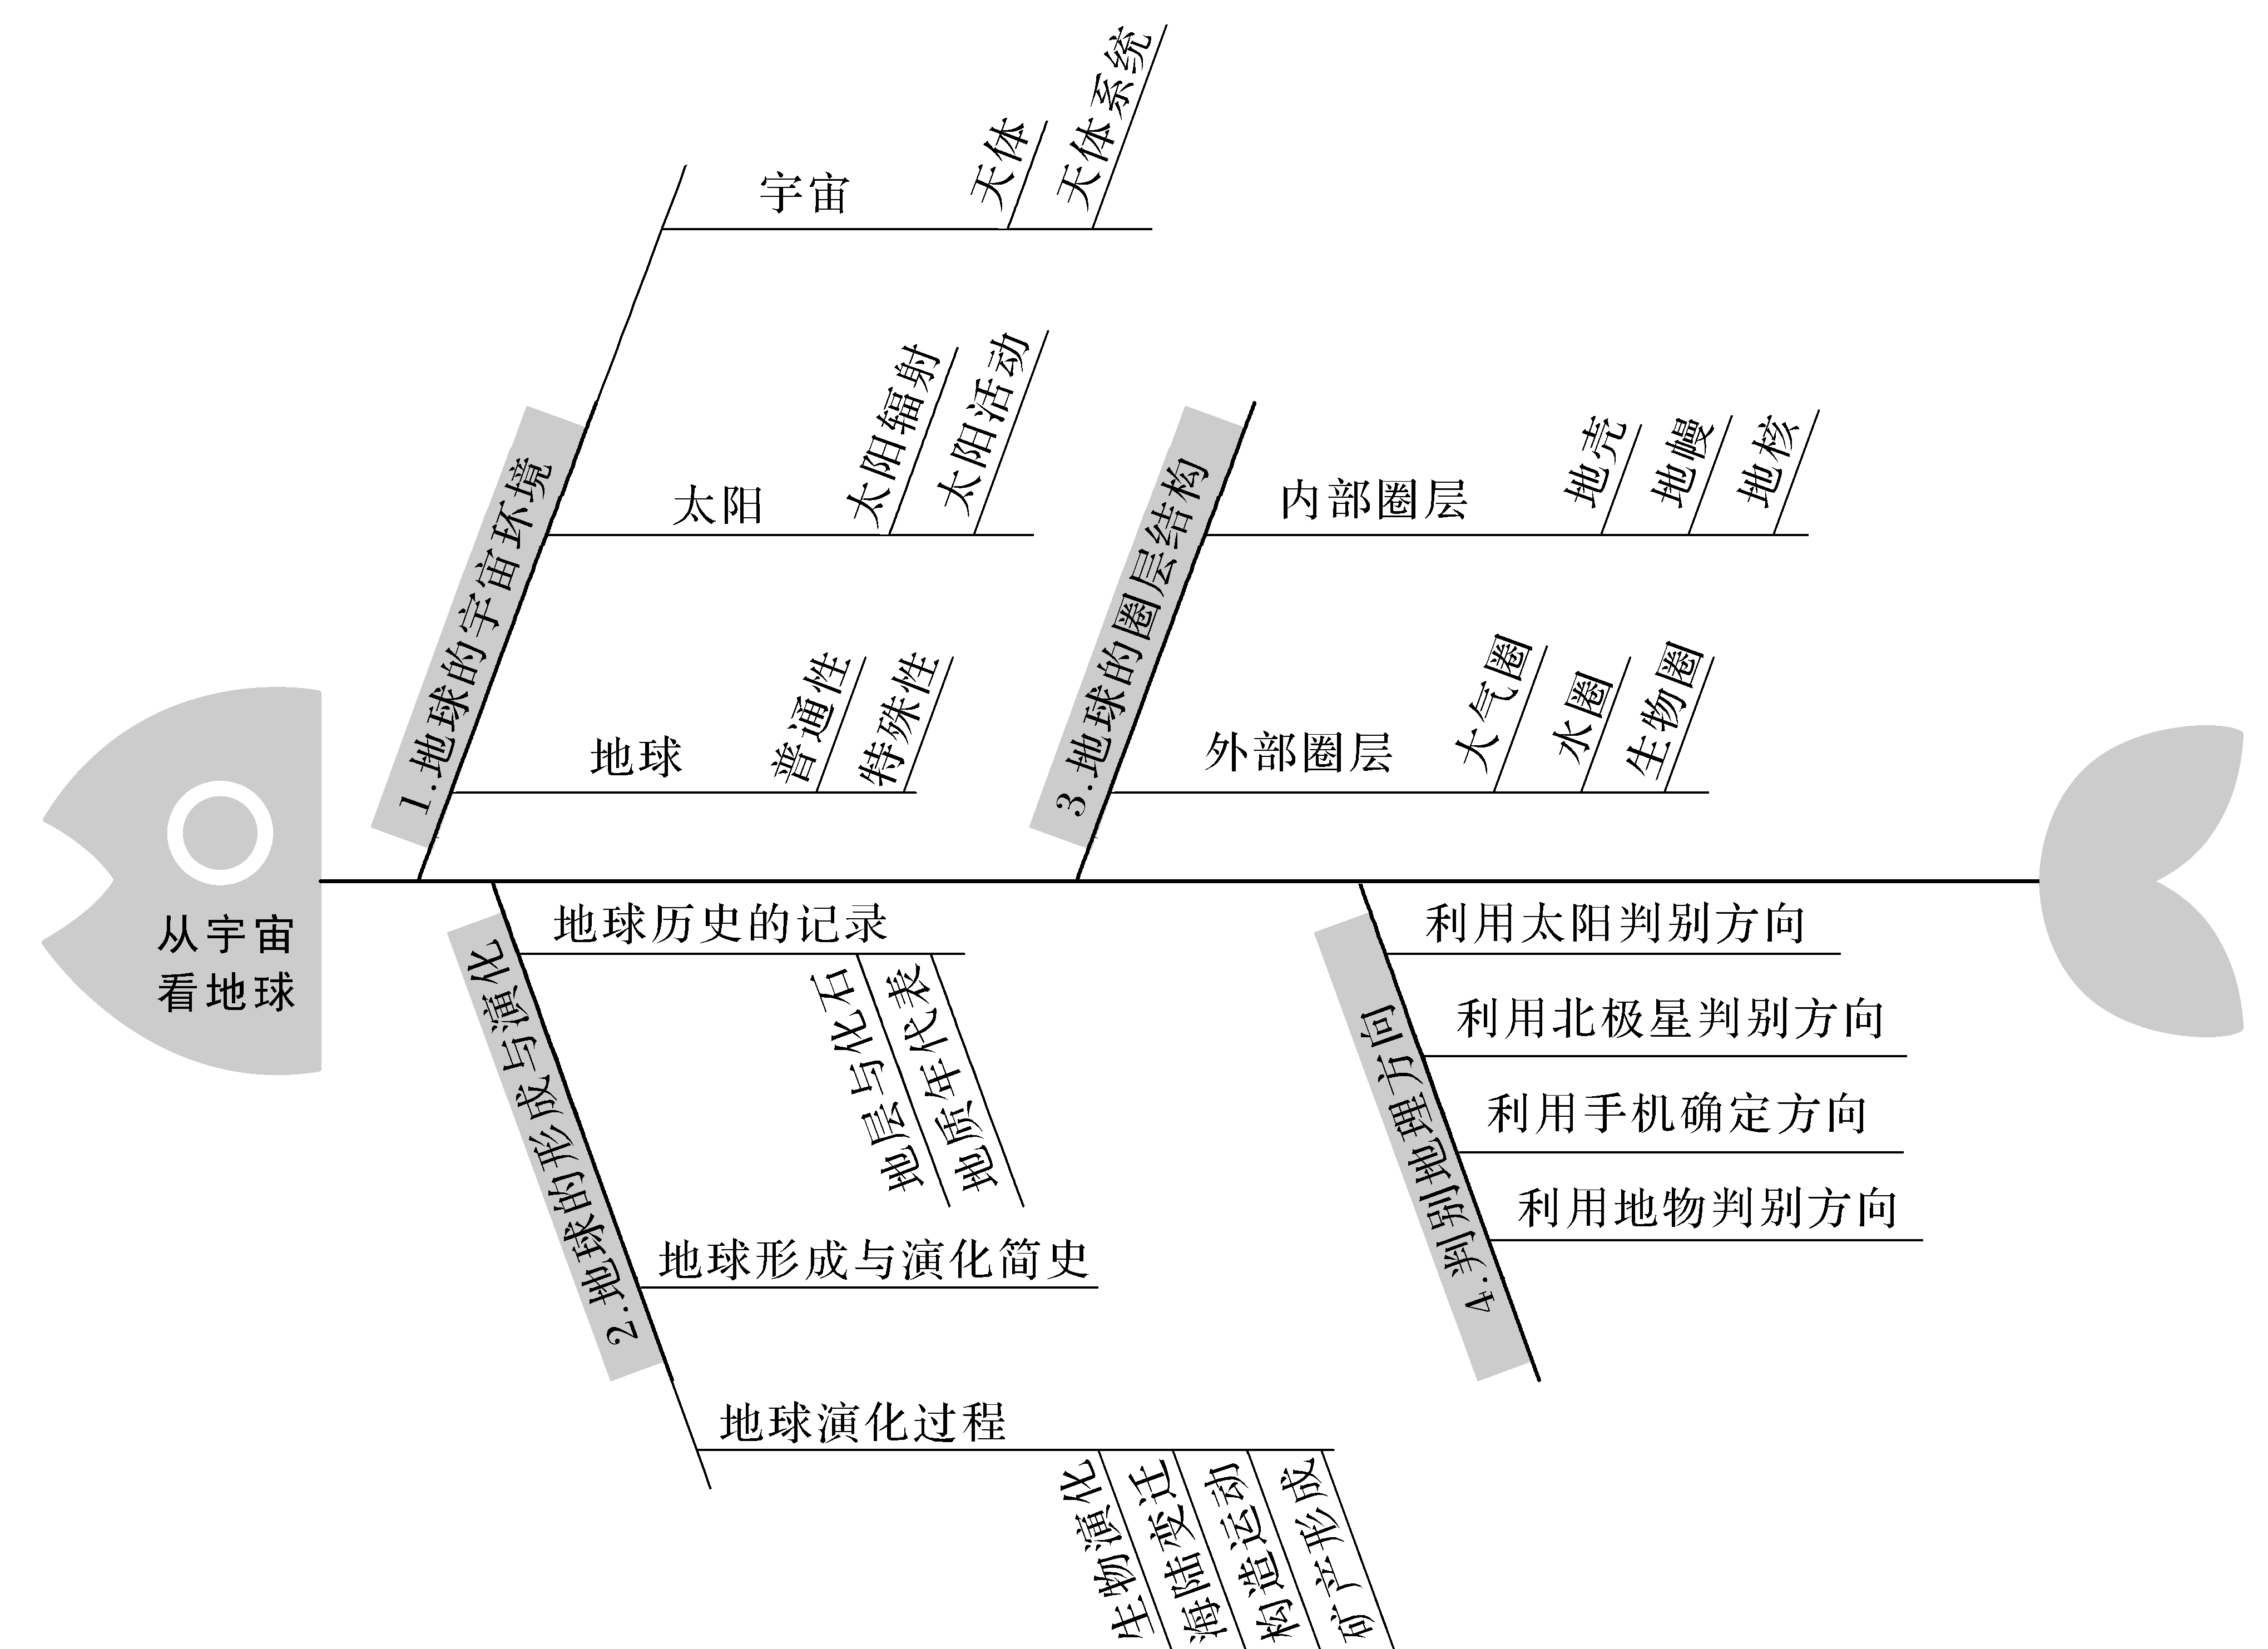 从宇宙
看地球
1.地球的宇宙环境
宇宙
天体
天体系统
太阳
太阳辐射
太阳活动
地球
普通性
特殊性
2.地球的形成与演化
地球历史的记录
地层与化石
地质年代表
地球形成与演化简史
地球演化过程
生物演化
海陆变迁
构造运动
矿产形成
3.地球的圈层结构
内部圈层
地壳
地幔
地核
外部圈层
大气圈
水圈
生物圈
4.判别地理方向
利用太阳判别方向
利用北极星判别方向
利用手机确定方向
利用地物判别方向